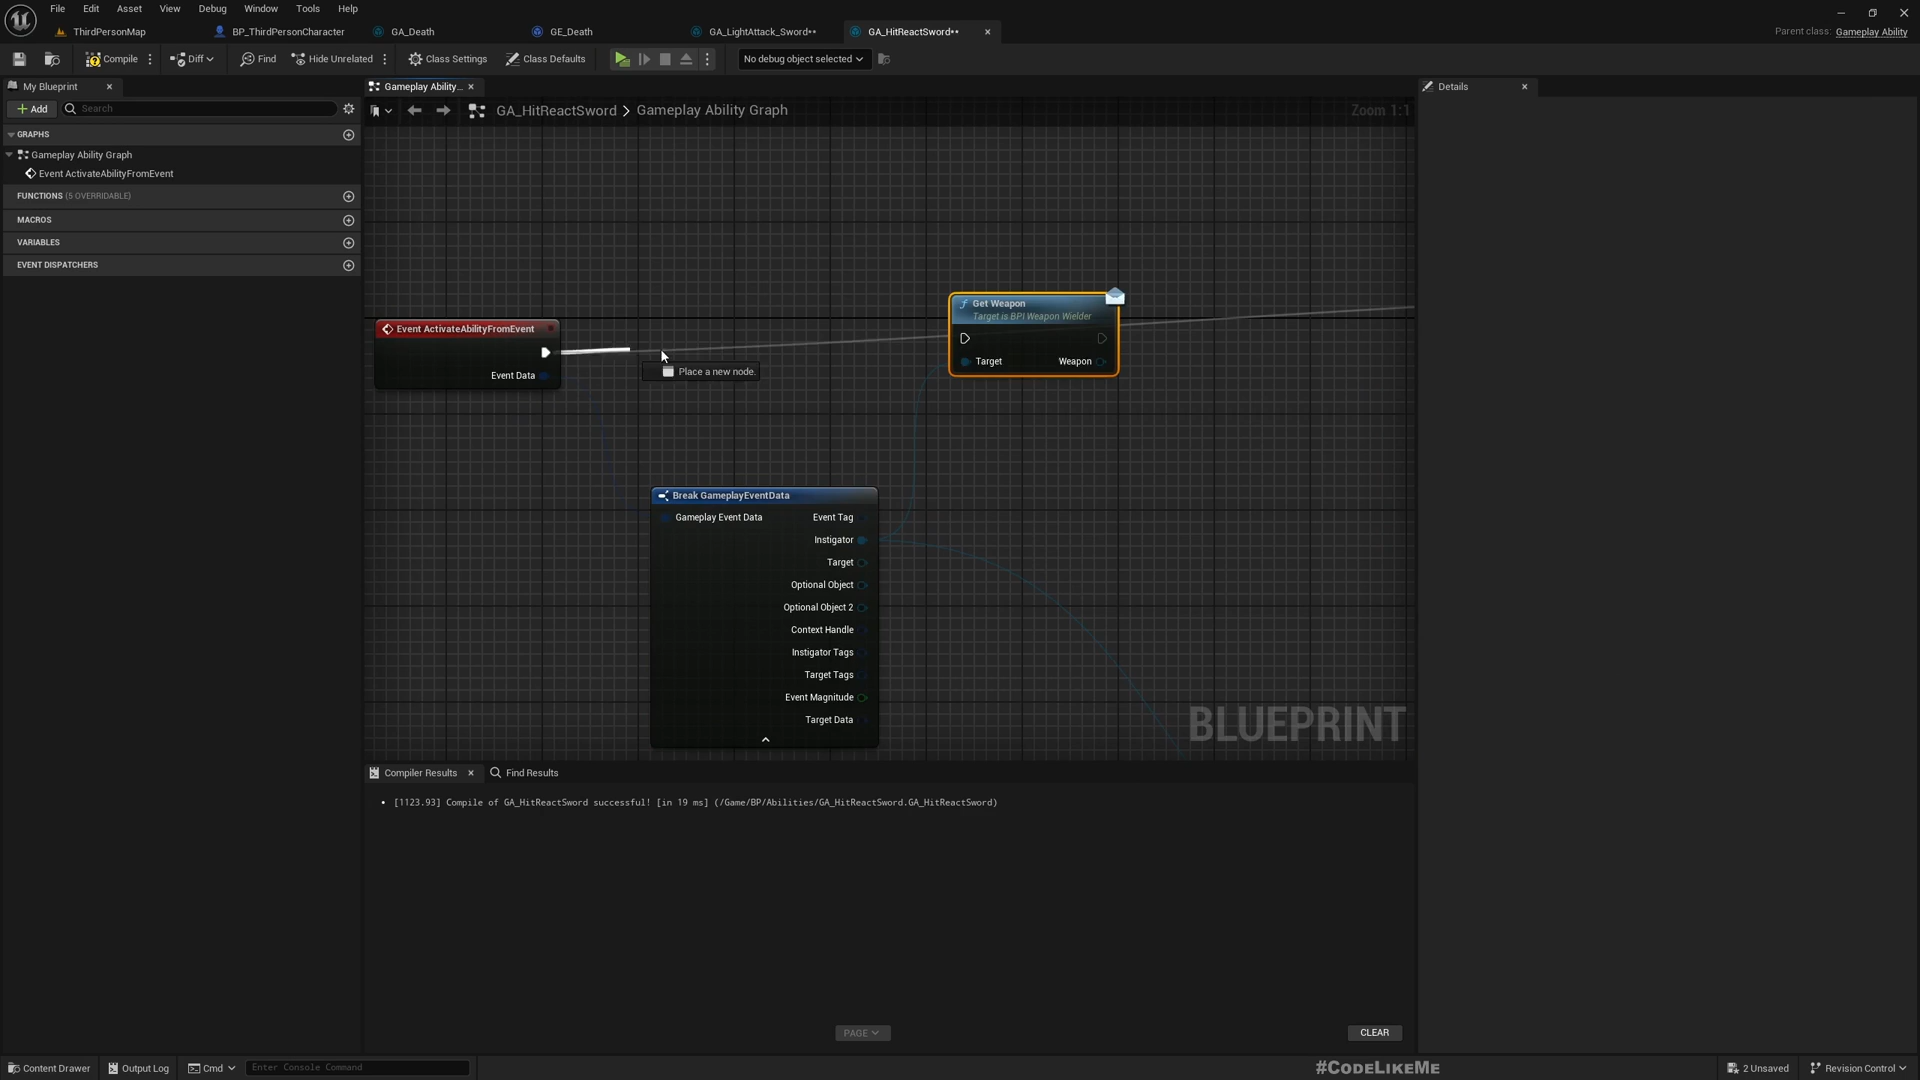 File Edit Asset View Debug Window Tools Help
ThirdPersonMap BP_ThirdPersonCharacter GA_Death GE_Death GA_LightAttack_Sword** GA_HitReactSword**
Parent class: Gameplay Ability
Compile Diff Find Hide Unrelated Class Settings Class Defaults No debug object selected
My Blueprint
Gameplay Ability...
Details
Add Search
GA_HitReactSword > Gameplay Ability Graph
Zoom 1:1
GRAPHS
Gameplay Ability Graph
Event ActivateAbilityFromEvent
FUNCTIONS (5 OVERRIDABLE)
MACROS
VARIABLES
EVENT DISPATCHERS
Event ActivateAbilityFromEvent
Event Data
Place a new node.
Get Weapon
Target is BPI Weapon Wielder
Target Weapon
Break GameplayEventData
Gameplay Event Data Event Tag
Instigator
Target
Optional Object
Optional Object 2
Context Handle
Instigator Tags
Target Tags
Event Magnitude
Target Data
BLUEPRINT
Compiler Results Find Results
[1123.93] Compile of GA_HitReactSword successful! [in 19 ms] (/Game/BP/Abilities/GA_HitReactSword.GA_HitReactSword)
PAGE
CLEAR
Content Drawer Output Log Cmd Enter Console Command
#CODELIKEME
2 Unsaved Revision Control